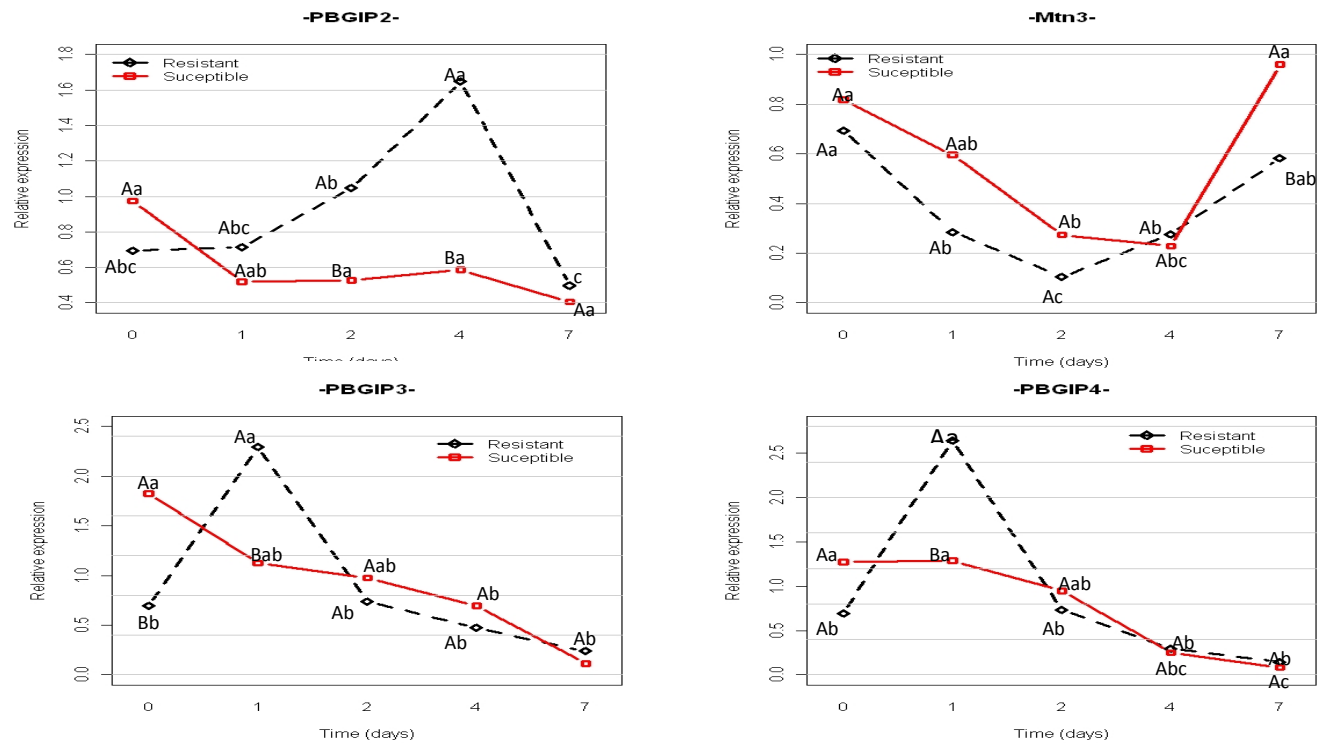 -PBGIP2-
Relative expression
1.8
1.6
1.4
1.2
1.0
0.8
0.6
0.4
Resistant
Suceptible
Aa
Abc
Abc
Aab
Ab
Ba
Aa
Ba
c
Aa
0 1 2 4 7
Time (days)
-Mtn3-
Relative expression
1.0
0.8
0.6
0.4
0.2
0.0
Resistant
Suceptible
Aa
Aa
Aab
Ab
Ab
Ac
Ab
Abc
Aa
Bab
0 1 2 4 7
Time (days)
-PBGIP3-
Relative expression
2.5
2.0
1.5
1.0
0.5
0.0
Resistant
Suceptible
Aa
Bb
Aa
Bab
Aab
Ab
Ab
Ab
Ab
0 1 2 4 7
Time (days)
-PBGIP4-
Relative expression
2.5
2.0
1.5
1.0
0.5
0.0
Resistant
Suceptible
Aa
Ab
Aa
Ba
Aab
Ab
Ab
Abc
Ab
Ac
0 1 2 4 7
Time (days)